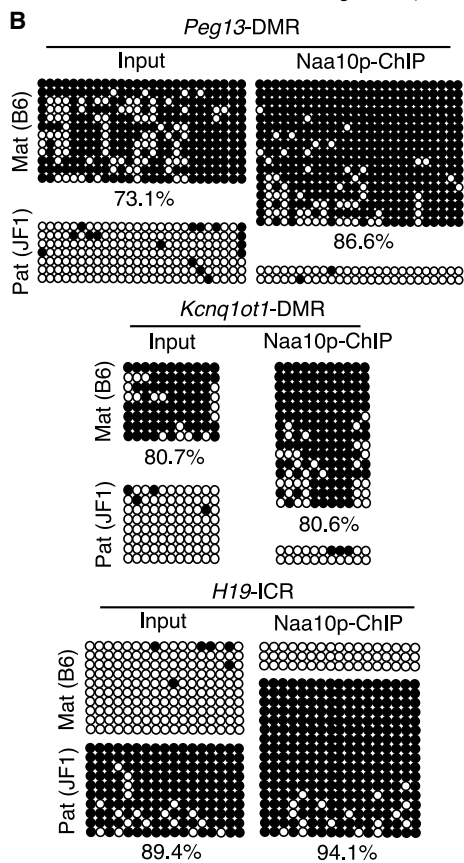 B
Peg13-DMR
Input Naa10p-ChIP
Mat (B6)
73.1%
86.6%
Pat (JF1)
Kcnq1ot1-DMR
Input Naa10p-ChIP
Mat (B6)
80.7%
80.6%
Pat (JF1)
H19-ICR
Input Naa10p-ChIP
Mat (B6)
Pat (JF1)
89.4% 94.1%